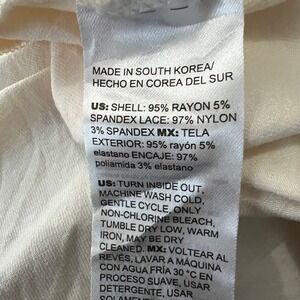 MADE IN SOUTH KOREA/
HECHO EN COREA DEL SUR
US: SHELL: 95% RAYON 5%
SPANDEX LACE: 97% NYLON
3% SPANDEX MX: TELA
EXTERIOR: 95% rayón 5%
elastano ENCAJE: 97%
poliamida 3% elastano
US: TURN INSIDE OUT,
MACHINE WASH COLD,
GENTLE CYCLE, ONLY
NON-CHLORINE BLEACH,
TUMBLE DRY LOW, WARM
IRON, MAY BE DRY
CLEANED. MX: VOLTEAR AL
REVÉS, LAVAR A MÁQUINA
CON AGUA FRÍA 30 °C EN
PROCESO SUAVE, USAR
DETERGENTE, USAR
SOLAMENTE